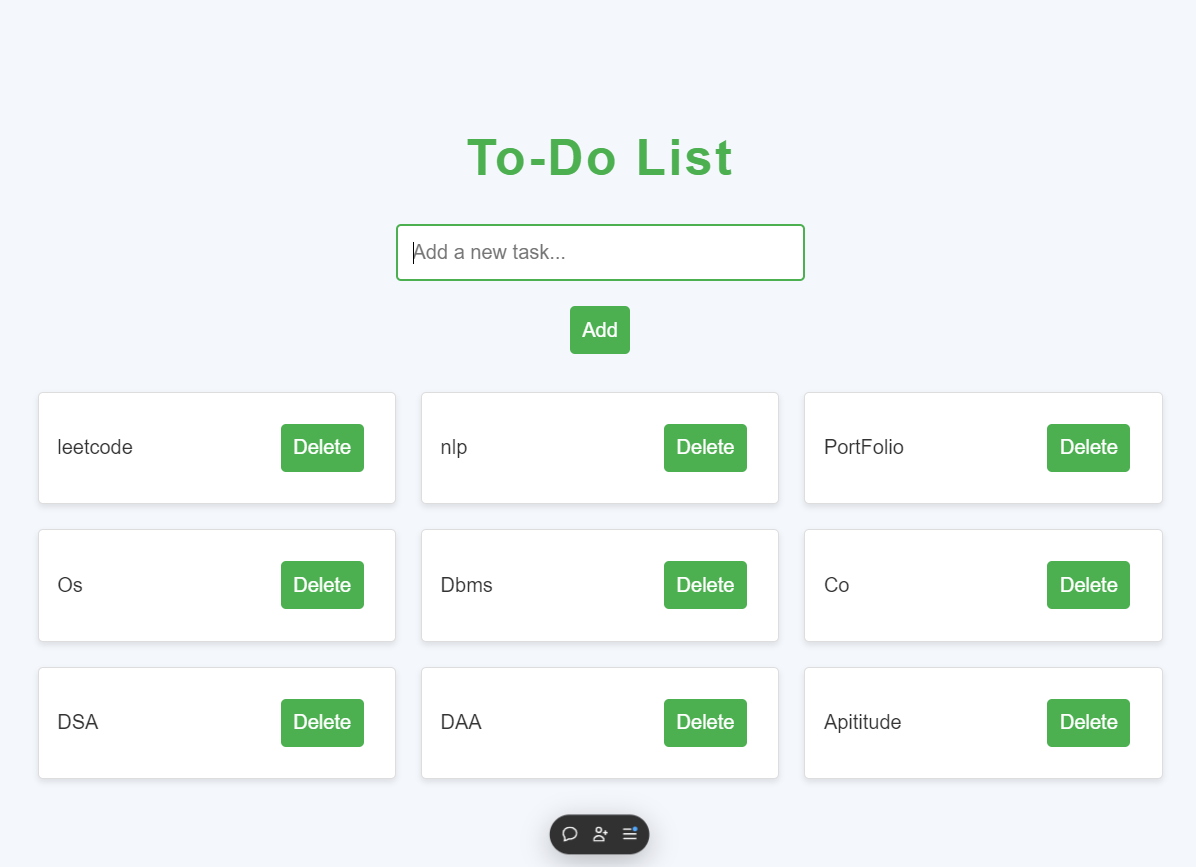 To-Do List
Add a new task...
Add
leetcode Delete
nlp Delete
PortFolio Delete
Os Delete
Dbms Delete
Co Delete
DSA Delete
DAA Delete
Apititude Delete